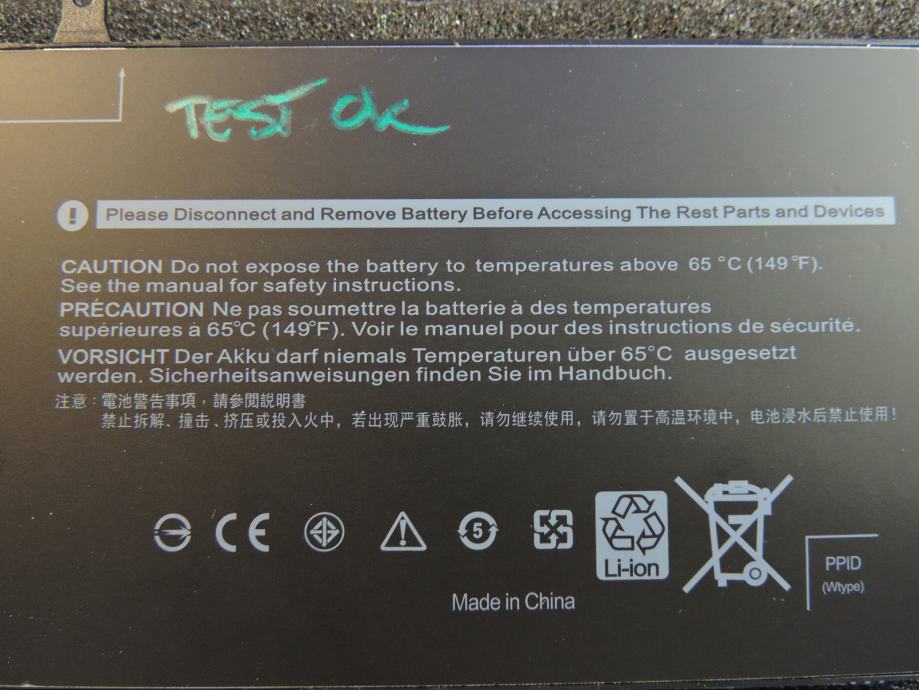 TEST OK
! Please Disconnect and Remove Battery Before Accessing The Rest Parts and Devices
CAUTION Do not expose the battery to temperatures above 65 °C (149 °F).
See the manual for safety instructions.
PRÉCAUTION Ne pas soumettre la batterie à des temperatures
supérieures à 65°C (149°F). Voir le manuel pour des instructions de sécurité.
VORSICHT Der Akku darf niemals Temperaturen über 65°C ausgesetzt
werden. Sicherheitsanweisungen finden Sie im Handbuch.
注意：電池警告事項，請參閱說明書
禁止拆解、撞击、挤压或投入火中，若出现严重鼓胀，请勿继续使用，请勿置于高温环境中，电池浸水后禁止使用！
CE
5
Li-ion
PPID
(Wtype)
Made in China